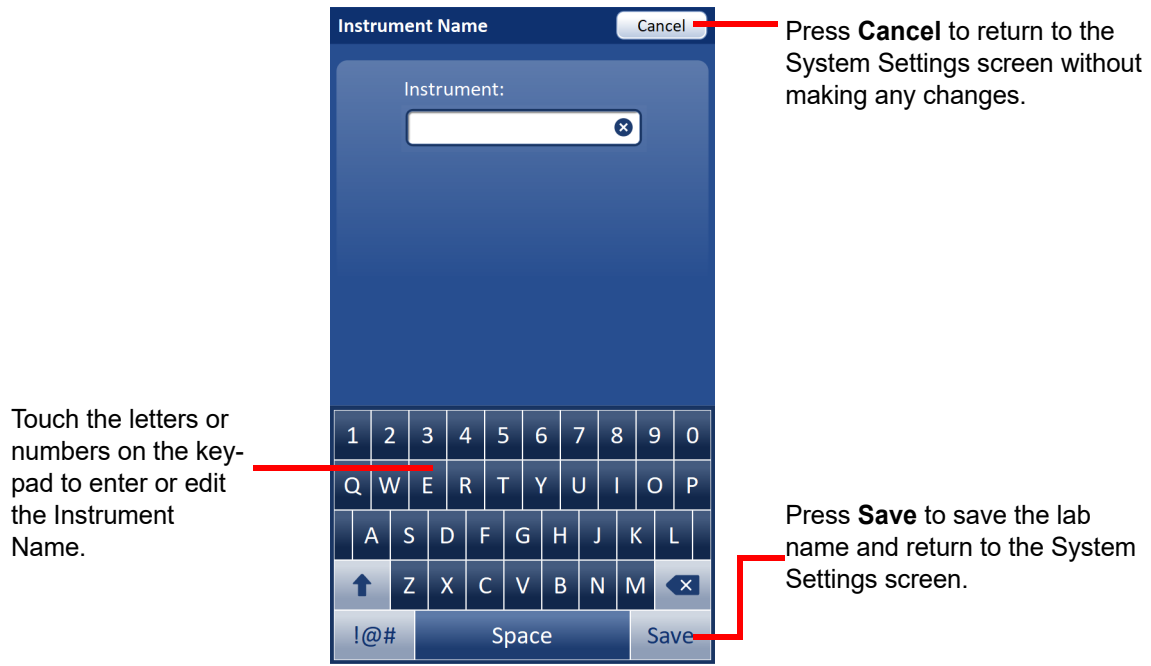 Instrument Name
Cancel
Press Cancel to return to the
System Settings screen without
making any changes.
Instrument:
Touch the letters or
numbers on the key-
pad to enter or edit
the Instrument
Name.
1 2 3 4 5 6 7 8 9 0
Q W E R T Y U I O P
A S D F G H J K L
Z X C V B N M
!@# Space Save
Press Save to save the lab
name and return to the System
Settings screen.